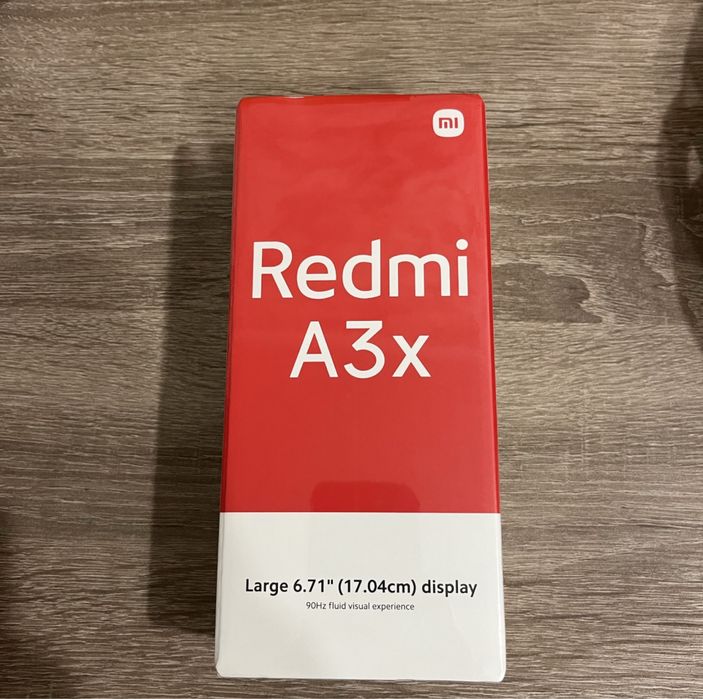 mi
Redmi
A3x
Large 6.71" (17.04cm) display
90Hz fluid visual experience